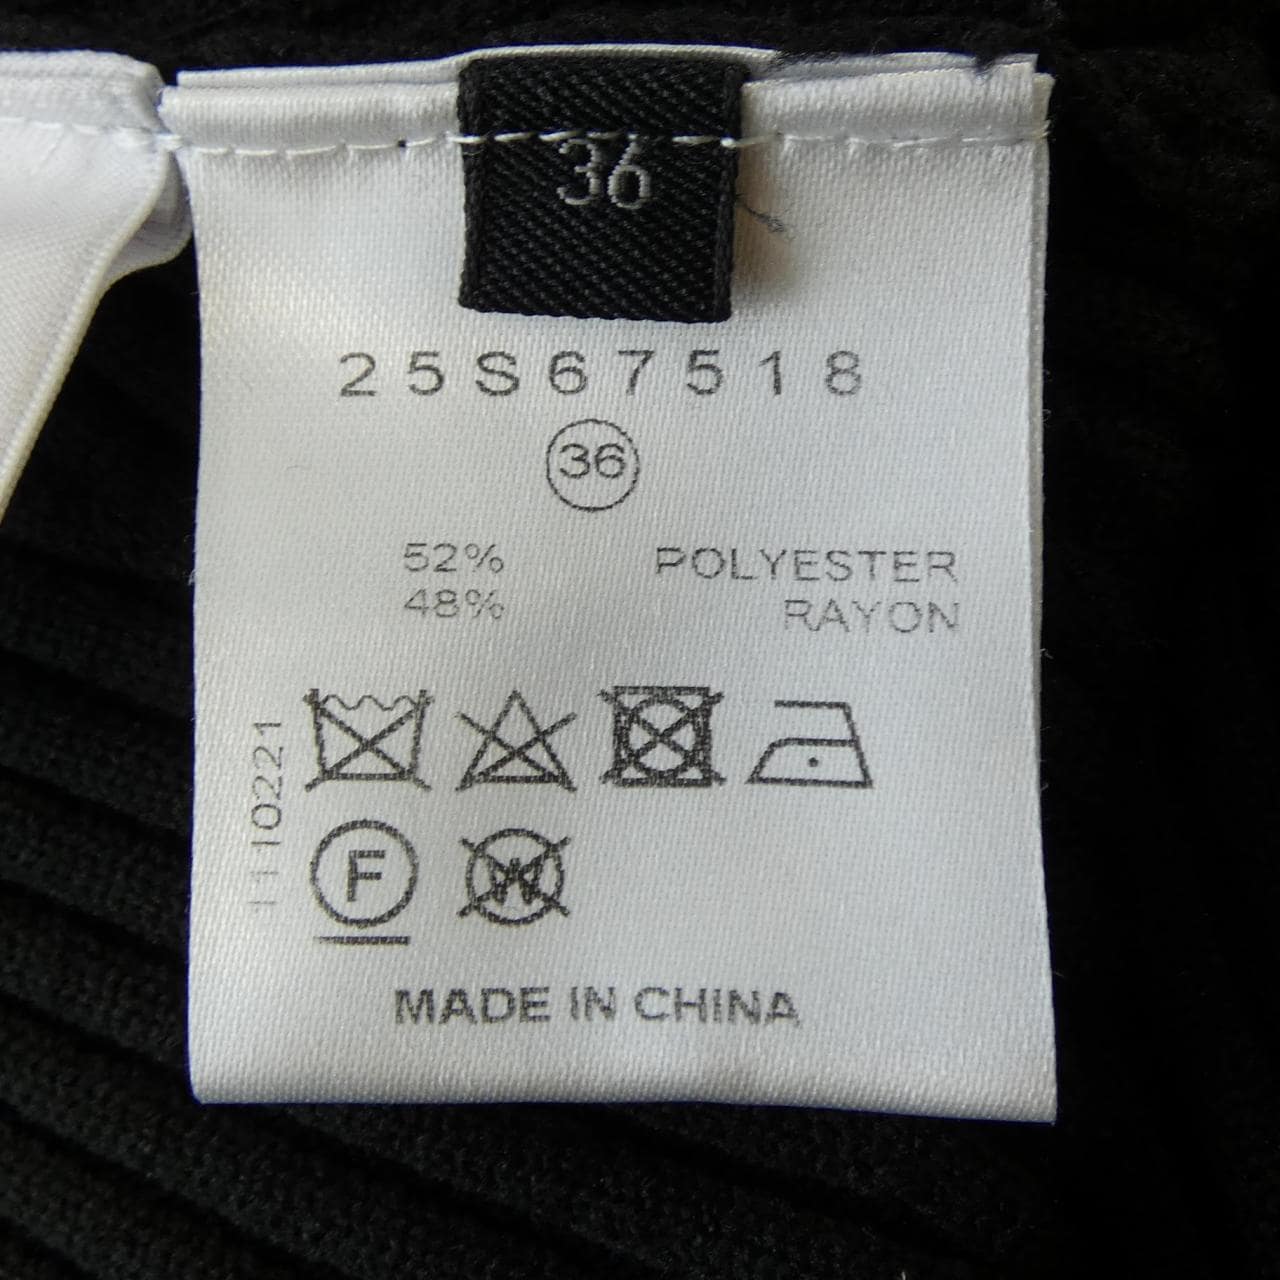 36
25S67518
36
52% POLYESTER
48% RAYON
110221
F
W
MADE IN CHINA